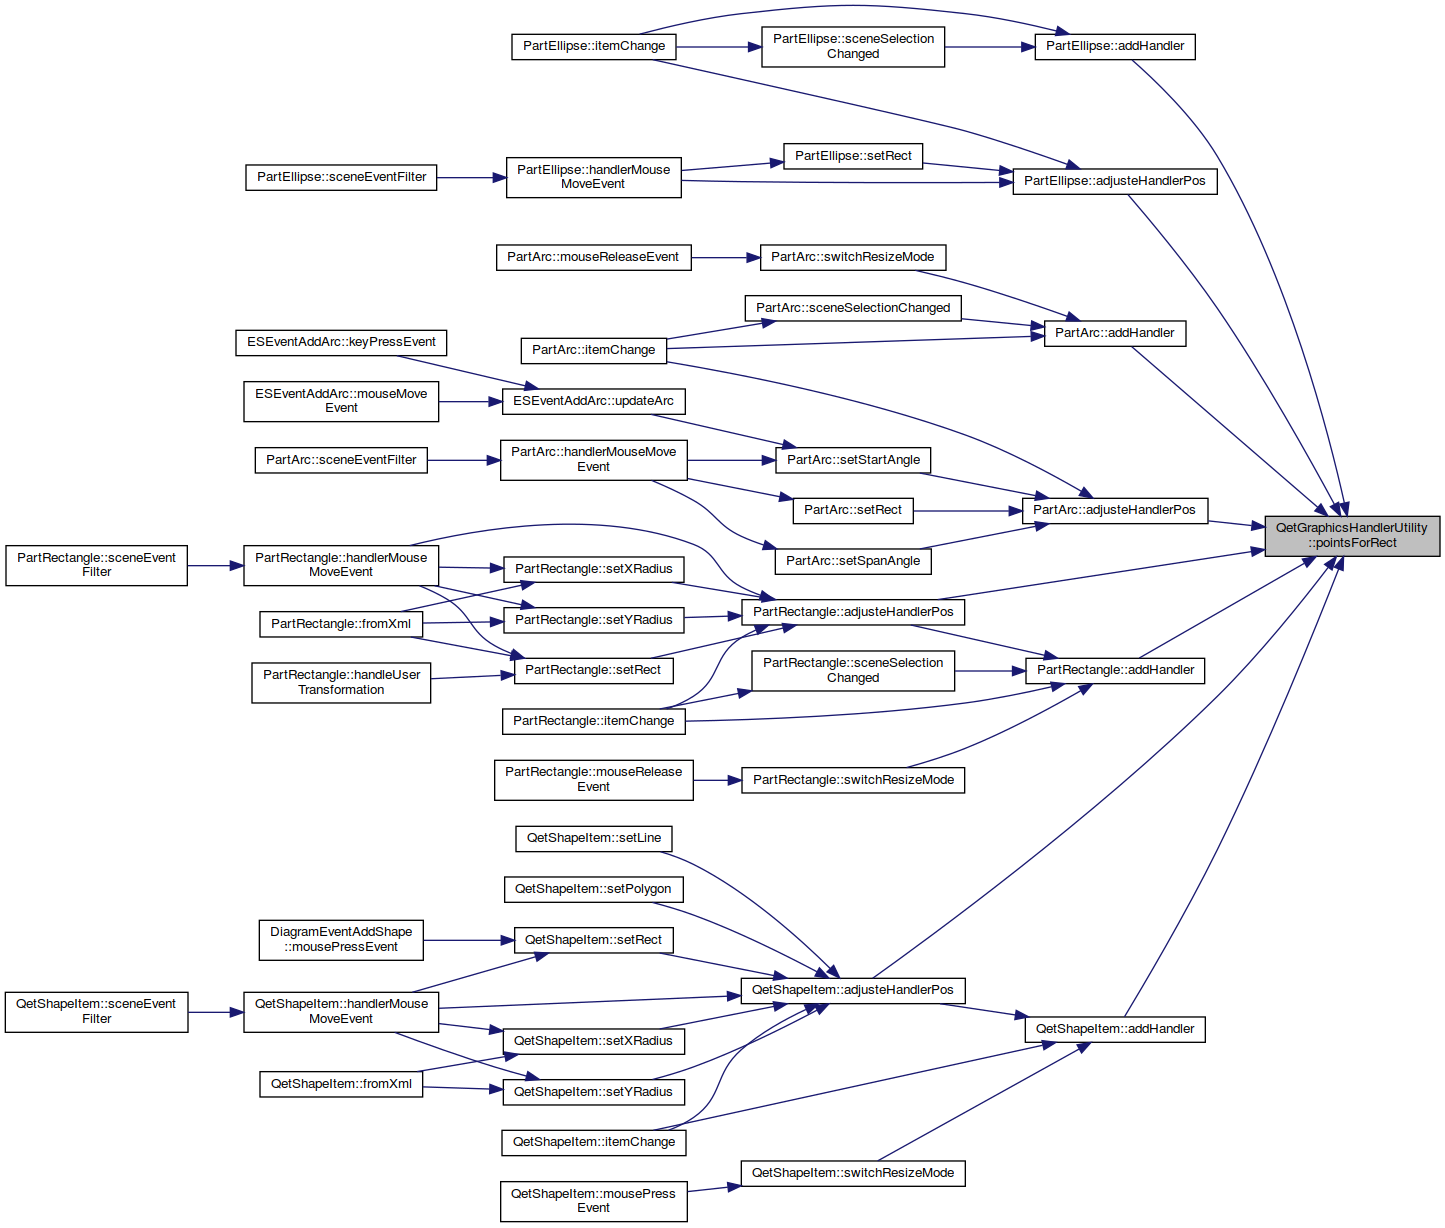 PartEllipse::itemChange
PartEllipse::sceneSelection
Changed
PartEllipse::addHandler
PartEllipse::sceneEventFilter
PartEllipse::handlerMouse
MoveEvent
PartEllipse::setRect
PartEllipse::adjusteHandlerPos
PartArc::mouseReleaseEvent
PartArc::switchResizeMode
PartArc::sceneSelectionChanged
PartArc::addHandler
ESEventAddArc::keyPressEvent
PartArc::itemChange
ESEventAddArc::mouseMove
Event
ESEventAddArc::updateArc
PartArc::sceneEventFilter
PartArc::handlerMouseMove
Event
PartArc::setStartAngle
PartArc::setRect
PartArc::adjusteHandlerPos
PartArc::setSpanAngle
QetGraphicsHandlerUtility
::pointsForRect
PartRectangle::sceneEvent
Filter
PartRectangle::handlerMouse
MoveEvent
PartRectangle::setXRadius
PartRectangle::fromXml
PartRectangle::setYRadius
PartRectangle::adjusteHandlerPos
PartRectangle::handleUser
Transformation
PartRectangle::setRect
PartRectangle::sceneSelection
Changed
PartRectangle::addHandler
PartRectangle::itemChange
PartRectangle::mouseRelease
Event
PartRectangle::switchResizeMode
QetShapeItem::setLine
QetShapeItem::setPolygon
DiagramEventAddShape
::mousePressEvent
QetShapeItem::setRect
QetShapeItem::adjusteHandlerPos
QetShapeItem::sceneEvent
Filter
QetShapeItem::handlerMouse
MoveEvent
QetShapeItem::setXRadius
QetShapeItem::addHandler
QetShapeItem::fromXml
QetShapeItem::setYRadius
QetShapeItem::itemChange
QetShapeItem::switchResizeMode
QetShapeItem::mousePress
Event